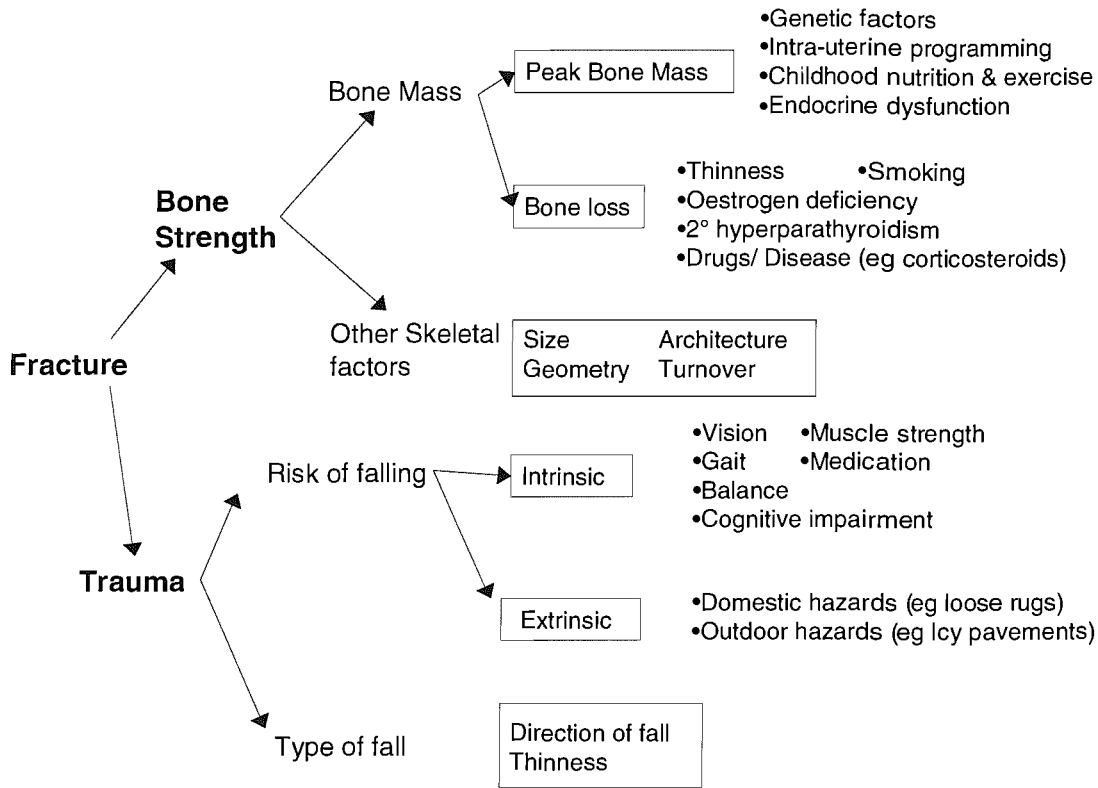 •Genetic factors
•Intra-uterine programming
•Childhood nutrition & exercise
•Endocrine dysfunction
Peak Bone Mass
Bone Mass
•Thinness •Smoking
•Oestrogen deficiency
•2° hyperparathyroidism
•Drugs/ Disease (eg corticosteroids)
Bone loss
Bone
Strength
Other Skeletal
factors
Size Architecture
Geometry Turnover
Fracture
•Vision •Muscle strength
•Gait •Medication
•Balance
•Cognitive impairment
Risk of falling
Intrinsic
Trauma
Extrinsic
•Domestic hazards (eg loose rugs)
•Outdoor hazards (eg Icy pavements)
Type of fall
Direction of fall
Thinness